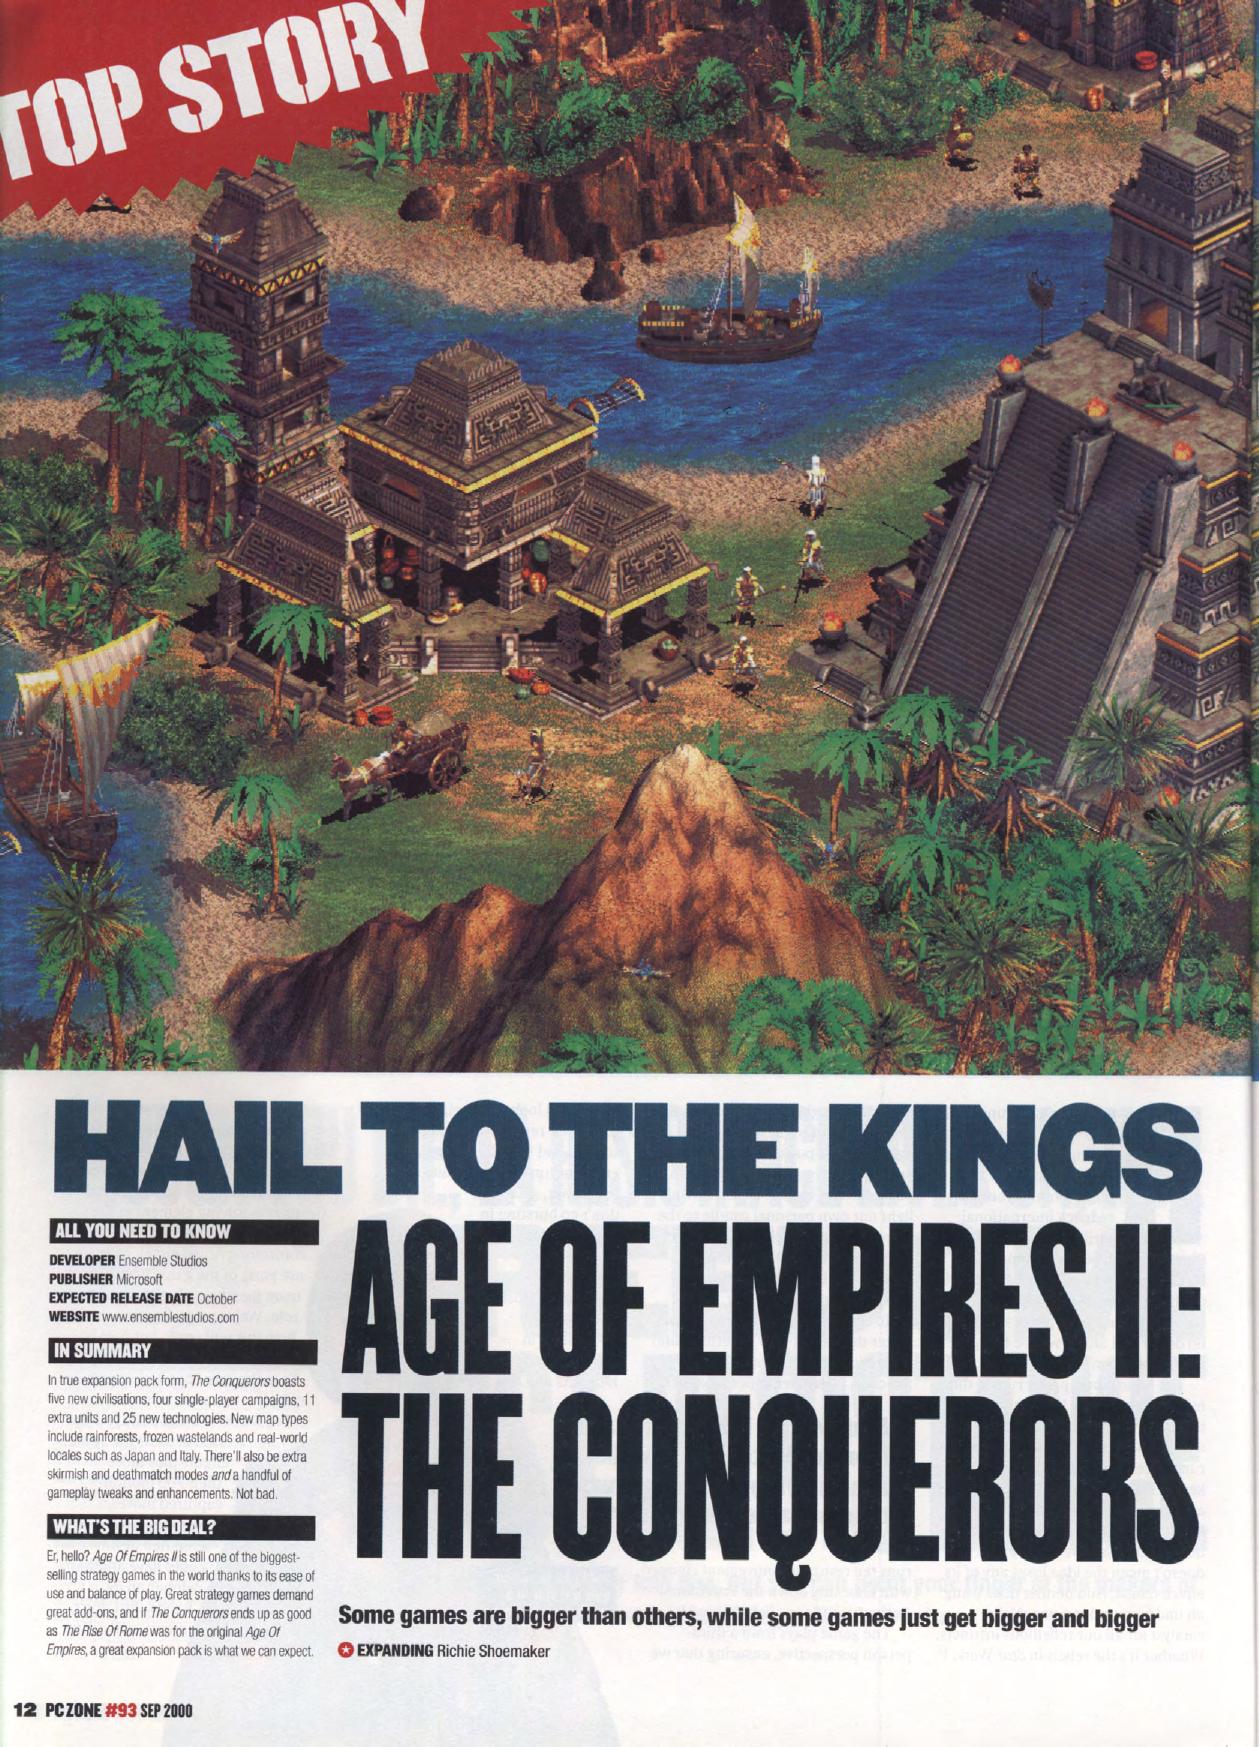 TOP STORY
HAIL TO THE KINGS
AGE OF EMPIRES II:
THE CONQUERORS
Some games are bigger than others, while some games just get bigger and bigger
EXPANDING Richie Shoemaker
ALL YOU NEED TO KNOW
DEVELOPER Ensemble Studios
PUBLISHER Microsoft
EXPECTED RELEASE DATE October
WEBSITE www.ensemblestudios.com
IN SUMMARY
In true expansion pack form, The Conquerors boasts
five new civilisations, four single-player campaigns, 11
extra units and 25 new technologies. New map types
include rainforests, frozen wastelands and real-world
locales such as Japan and Italy. There'll also be extra
skirmish and deathmatch modes and a handful of
gameplay tweaks and enhancements. Not bad.
WHAT'S THE BIG DEAL?
Er, hello? Age Of Empires II is still one of the biggest-
selling strategy games in the world thanks to its ease of
use and balance of play. Great strategy games demand
great add-ons, and if The Conquerors ends up as good
as The Rise Of Rome was for the original Age Of
Empires, a great expansion pack is what we can expect.
12 PC ZONE #93 SEP 2000